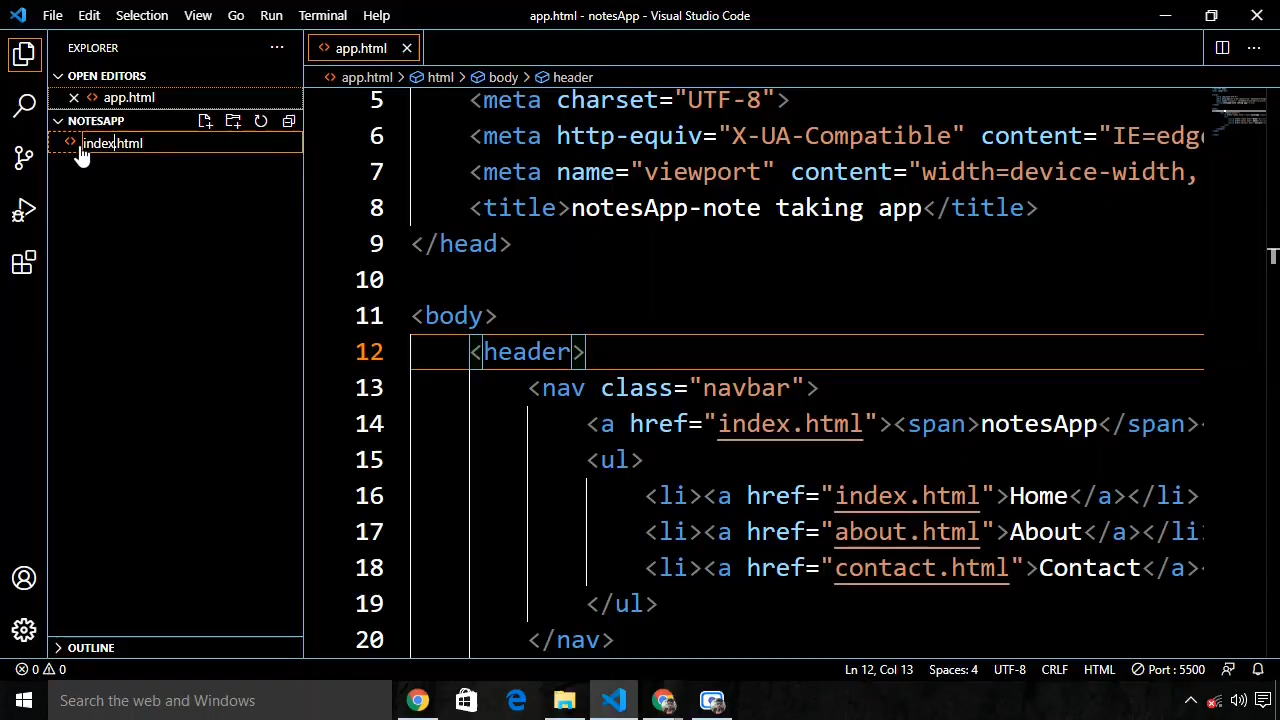 File Edit Selection View Go Run Terminal Help app.html - notesApp - Visual Studio Code
EXPLORER
OPEN EDITORS
app.html
NOTESAPP
index.html
OUTLINE
app.html
app.html html body header
5 <meta charset="UTF-8">
6 <meta http-equiv="X-UA-Compatible" content="IE=edg
7 <meta name="viewport" content="width=device-width,
8 <title>notesApp-note taking app</title>
9 </head>
10
11 <body>
12 <header>
13 <nav class="navbar">
14 <a href="index.html"><span>notesApp</span><
15 <ul>
16 <li><a href="index.html">Home</a></li>
17 <li><a href="about.html">About</a></li
18 <li><a href="contact.html">Contact</a><
19 </ul>
20 </nav>
0 0 Ln 12, Col 13 Spaces: 4 UTF-8 CRLF HTML Port : 5500
Search the web and Windows